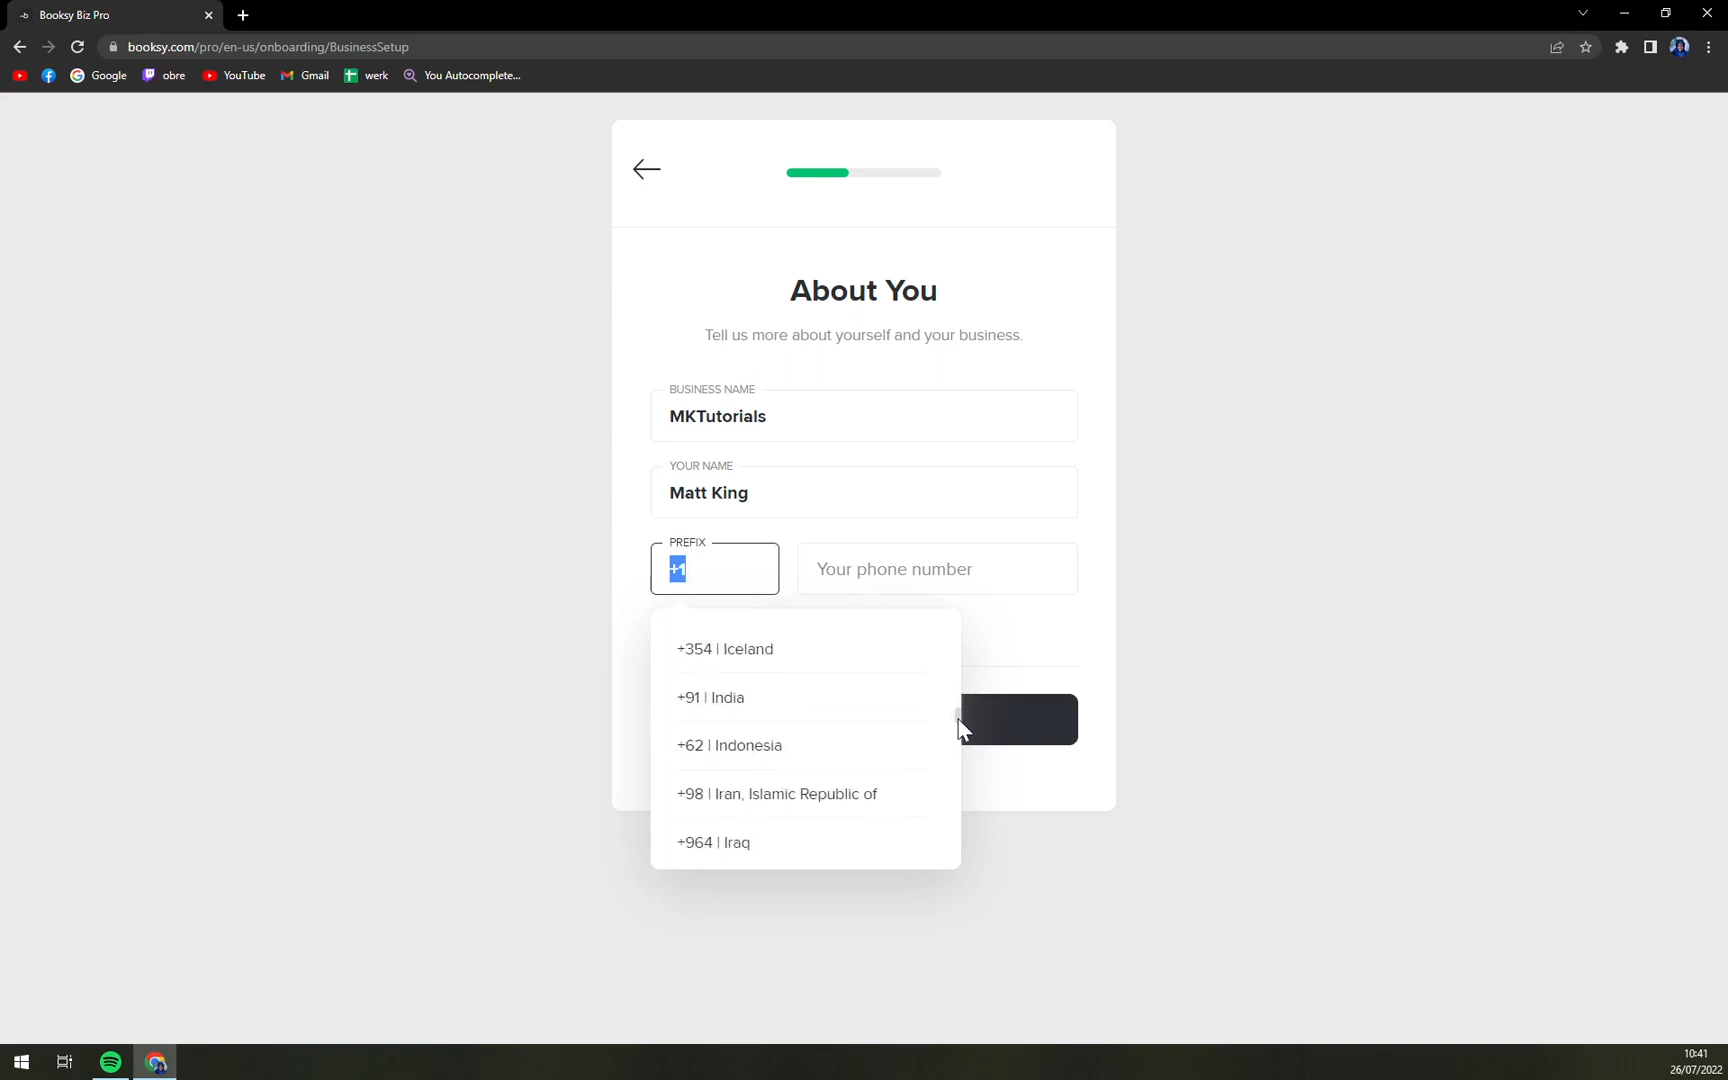 Booksy Biz Pro
booksy.com/pro/en-us/onboarding/BusinessSetup
Google
obre
YouTube
Gmail
werk
You Autocomplete...
About You
Tell us more about yourself and your business.
BUSINESS NAME
MKTutorials
YOUR NAME
Matt King
PREFIX
+1
Your phone number
+354 | Iceland
+91 | India
+62 | Indonesia
+98 | Iran, Islamic Republic of
+964 | Iraq
10:41
26/07/2022